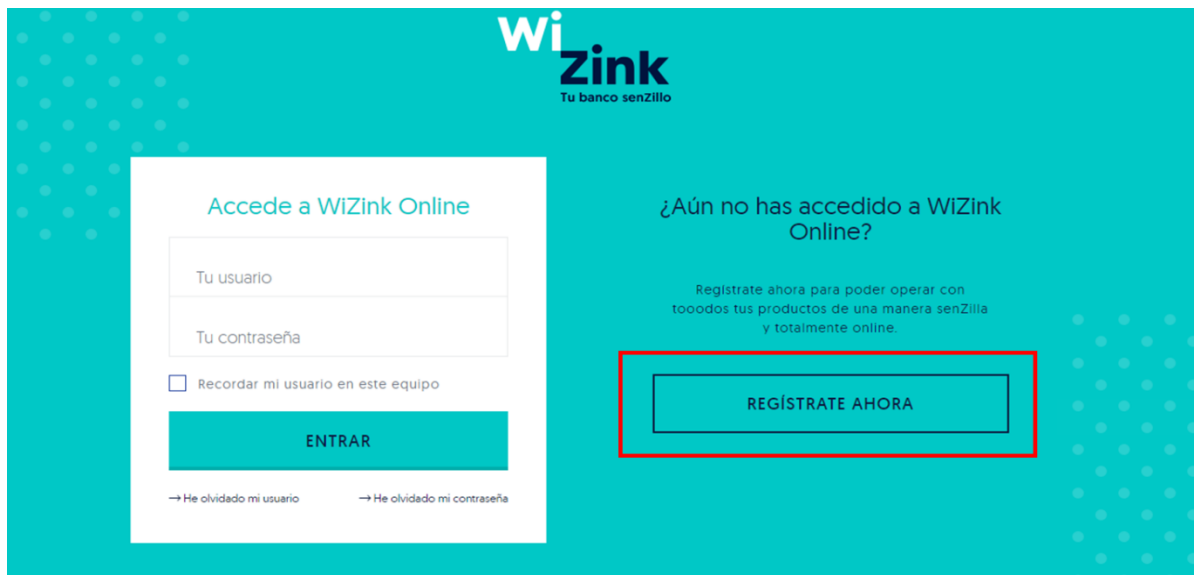 Wi
Zink
Tu banco senZillo
Accede a WiZink Online
Tu usuario
Tu contraseña
Recordar mi usuario en este equipo
ENTRAR
→ He olvidado mi usuario
→ He olvidado mi contraseña
¿Aún no has accedido a WiZink
Online?
Regístrate ahora para poder operar con
tooodos tus productos de una manera senZilla
y totalmente online.
REGÍSTRATE AHORA